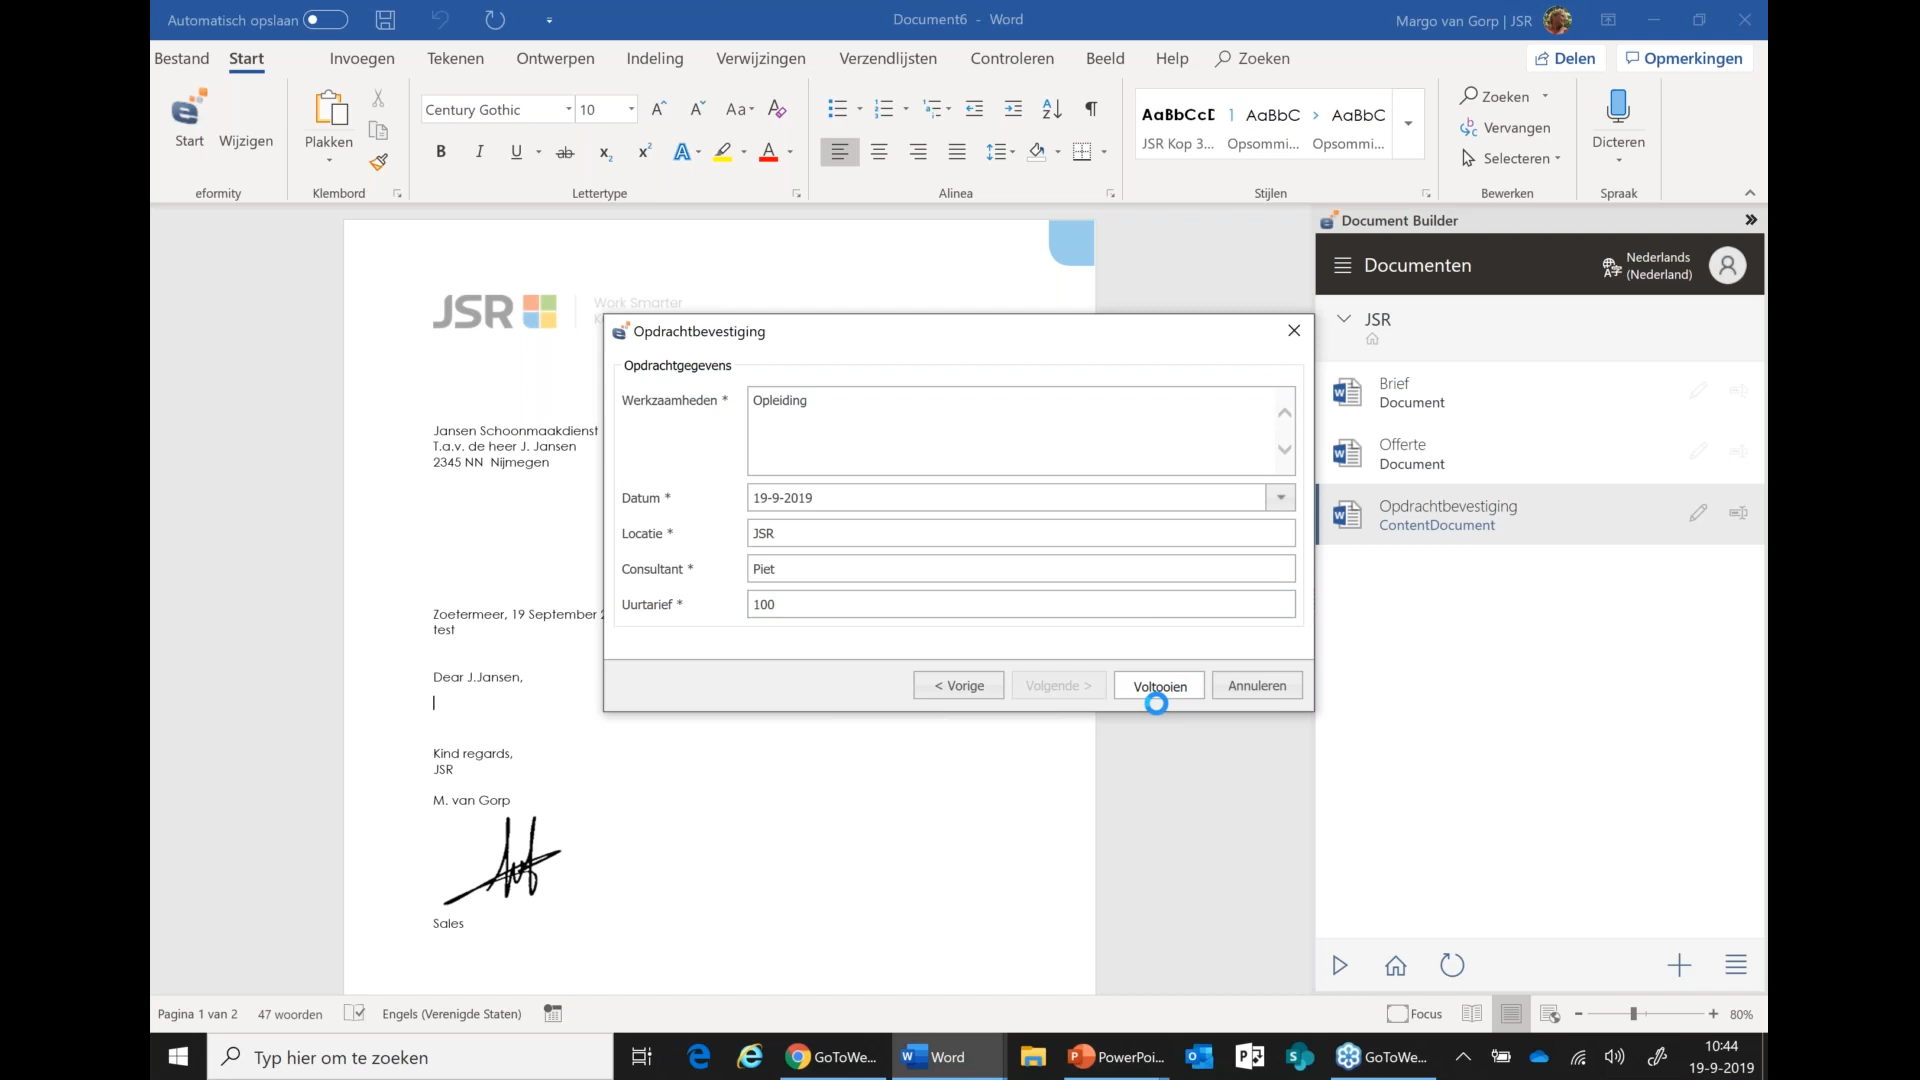 Automatisch opslaan
Document6 - Word
Margo van Gorp | JSR
Bestand Start Invoegen Tekenen Ontwerpen Indeling Verwijzingen Verzendlijsten Controleren Beeld Help Zoeken Delen Opmerkingen
Start
Wijzigen
eformity
Plakken
Klembord
Century Gothic 10
Lettertype
Alinea
AaBbCcD 1 AaBbC > AaBbC
JSR Kop 3... Opsommi... Opsommi...
Stijlen
Zoeken
Vervangen
Selecteren
Bewerken
Dicteren
Spraak
Document Builder
Documenten
Nederlands
(Nederland)
JSR
Brief
Document
Offerte
Document
Opdrachtbevestiging
ContentDocument
JSR
Work Smarter
Jansen Schoonmaakdienst
T.a.v. de heer J. Jansen
2345 NN Nijmegen
Zoetermeer, 19 September
test
Dear J.Jansen,
Kind regards,
JSR
M. van Gorp
Sales
Opdrachtbevestiging
Opdrachtgegevens
Werkzaamheden * Opleiding
Datum * 19-9-2019
Locatie * JSR
Consultant * Piet
Uurtarief * 100
< Vorige Volgende > Voltooien Annuleren
Pagina 1 van 2 47 woorden Engels (Verenigde Staten) Focus 80%
Typ hier om te zoeken
GoToWe...
Word
PowerPoi...
GoToWe...
10:44
19-9-2019